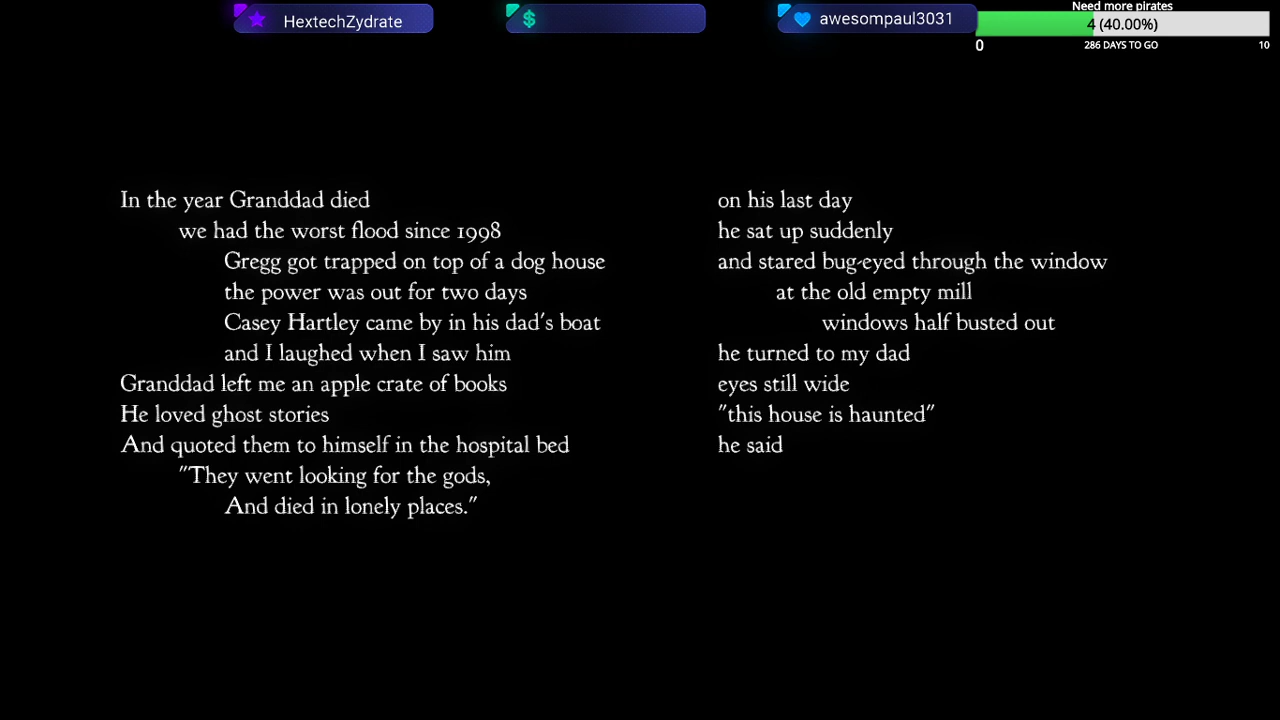 HextechZydrate
$
awesompaul3031
Need more pirates
4 (40.00%)
0
286 DAYS TO GO
10
In the year Granddad died
we had the worst flood since 1998
Gregg got trapped on top of a dog house
the power was out for two days
Casey Hartley came by in his dad's boat
and I laughed when I saw him
Granddad left me an apple crate of books
He loved ghost stories
And quoted them to himself in the hospital bed
"They went looking for the gods,
And died in lonely places."
on his last day
he sat up suddenly
and stared bug-eyed through the window
at the old empty mill
windows half busted out
he turned to my dad
eyes still wide
"this house is haunted"
he said